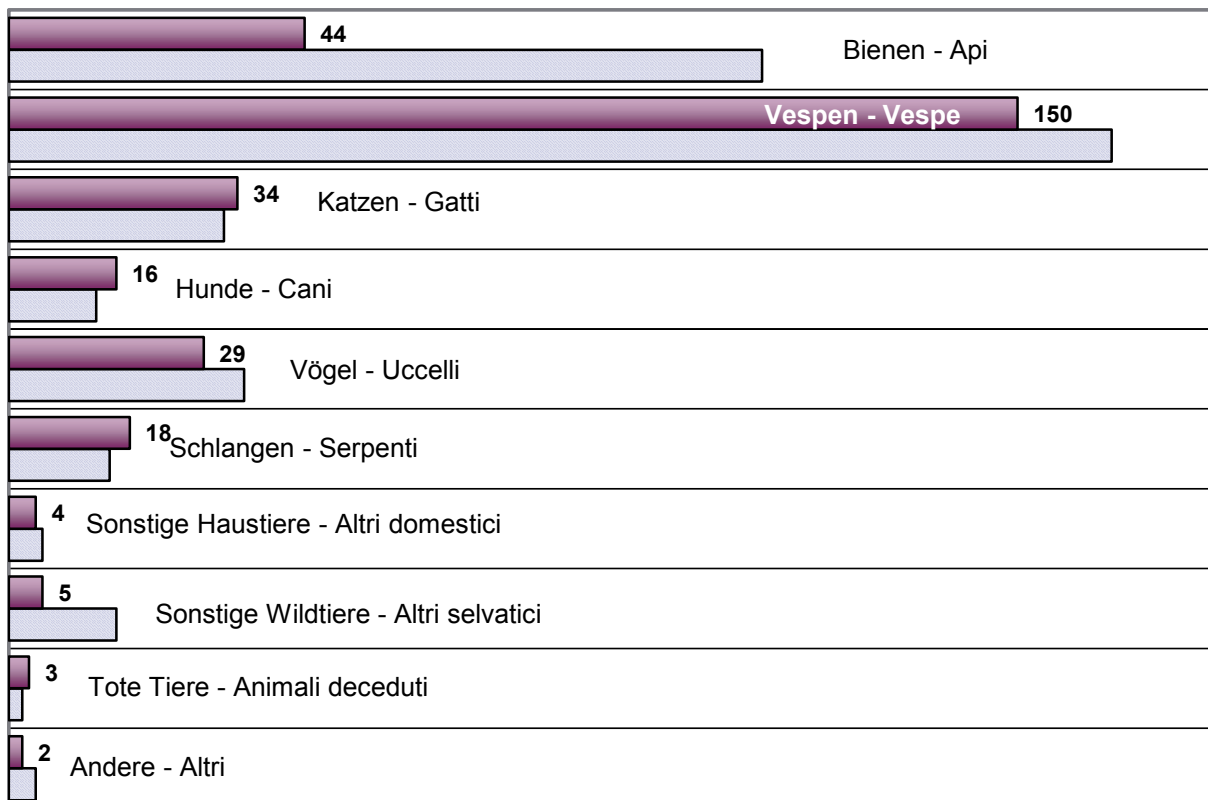 44 Bienen - Api
Vespen - Vespe 150
34 Katzen - Gatti
16 Hunde - Cani
29 Vögel - Uccelli
18 Schlangen - Serpenti
4 Sonstige Haustiere - Altri domestici
5 Sonstige Wildtiere - Altri selvatici
3 Tote Tiere - Animali deceduti
2 Andere - Altri